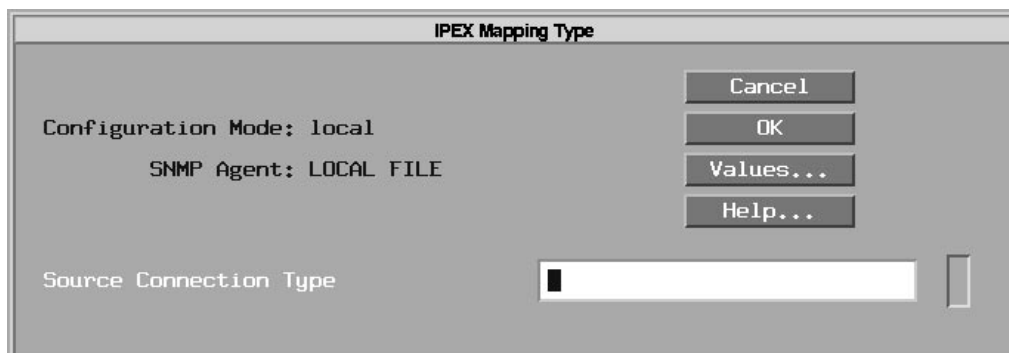 IPEX Mapping Type
Cancel
Configuration Mode: local
OK
SNMP Agent: LOCAL FILE
Values...
Help...
Source Connection Type